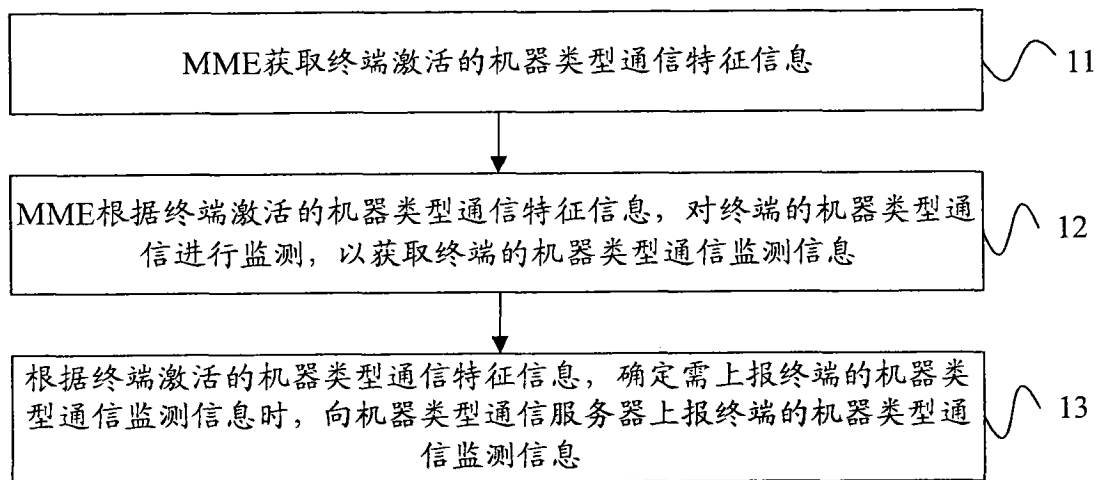 MME获取终端激活的机器类型通信特征信息
11
MME根据终端激活的机器类型通信特征信息，对终端的机器类型通
信进行监测，以获取终端的机器类型通信监测信息
12
根据终端激活的机器类型通信特征信息，确定需上报终端的机器类
型通信监测信息时，向机器类型通信服务器上报终端的机器类型通
信监测信息
13